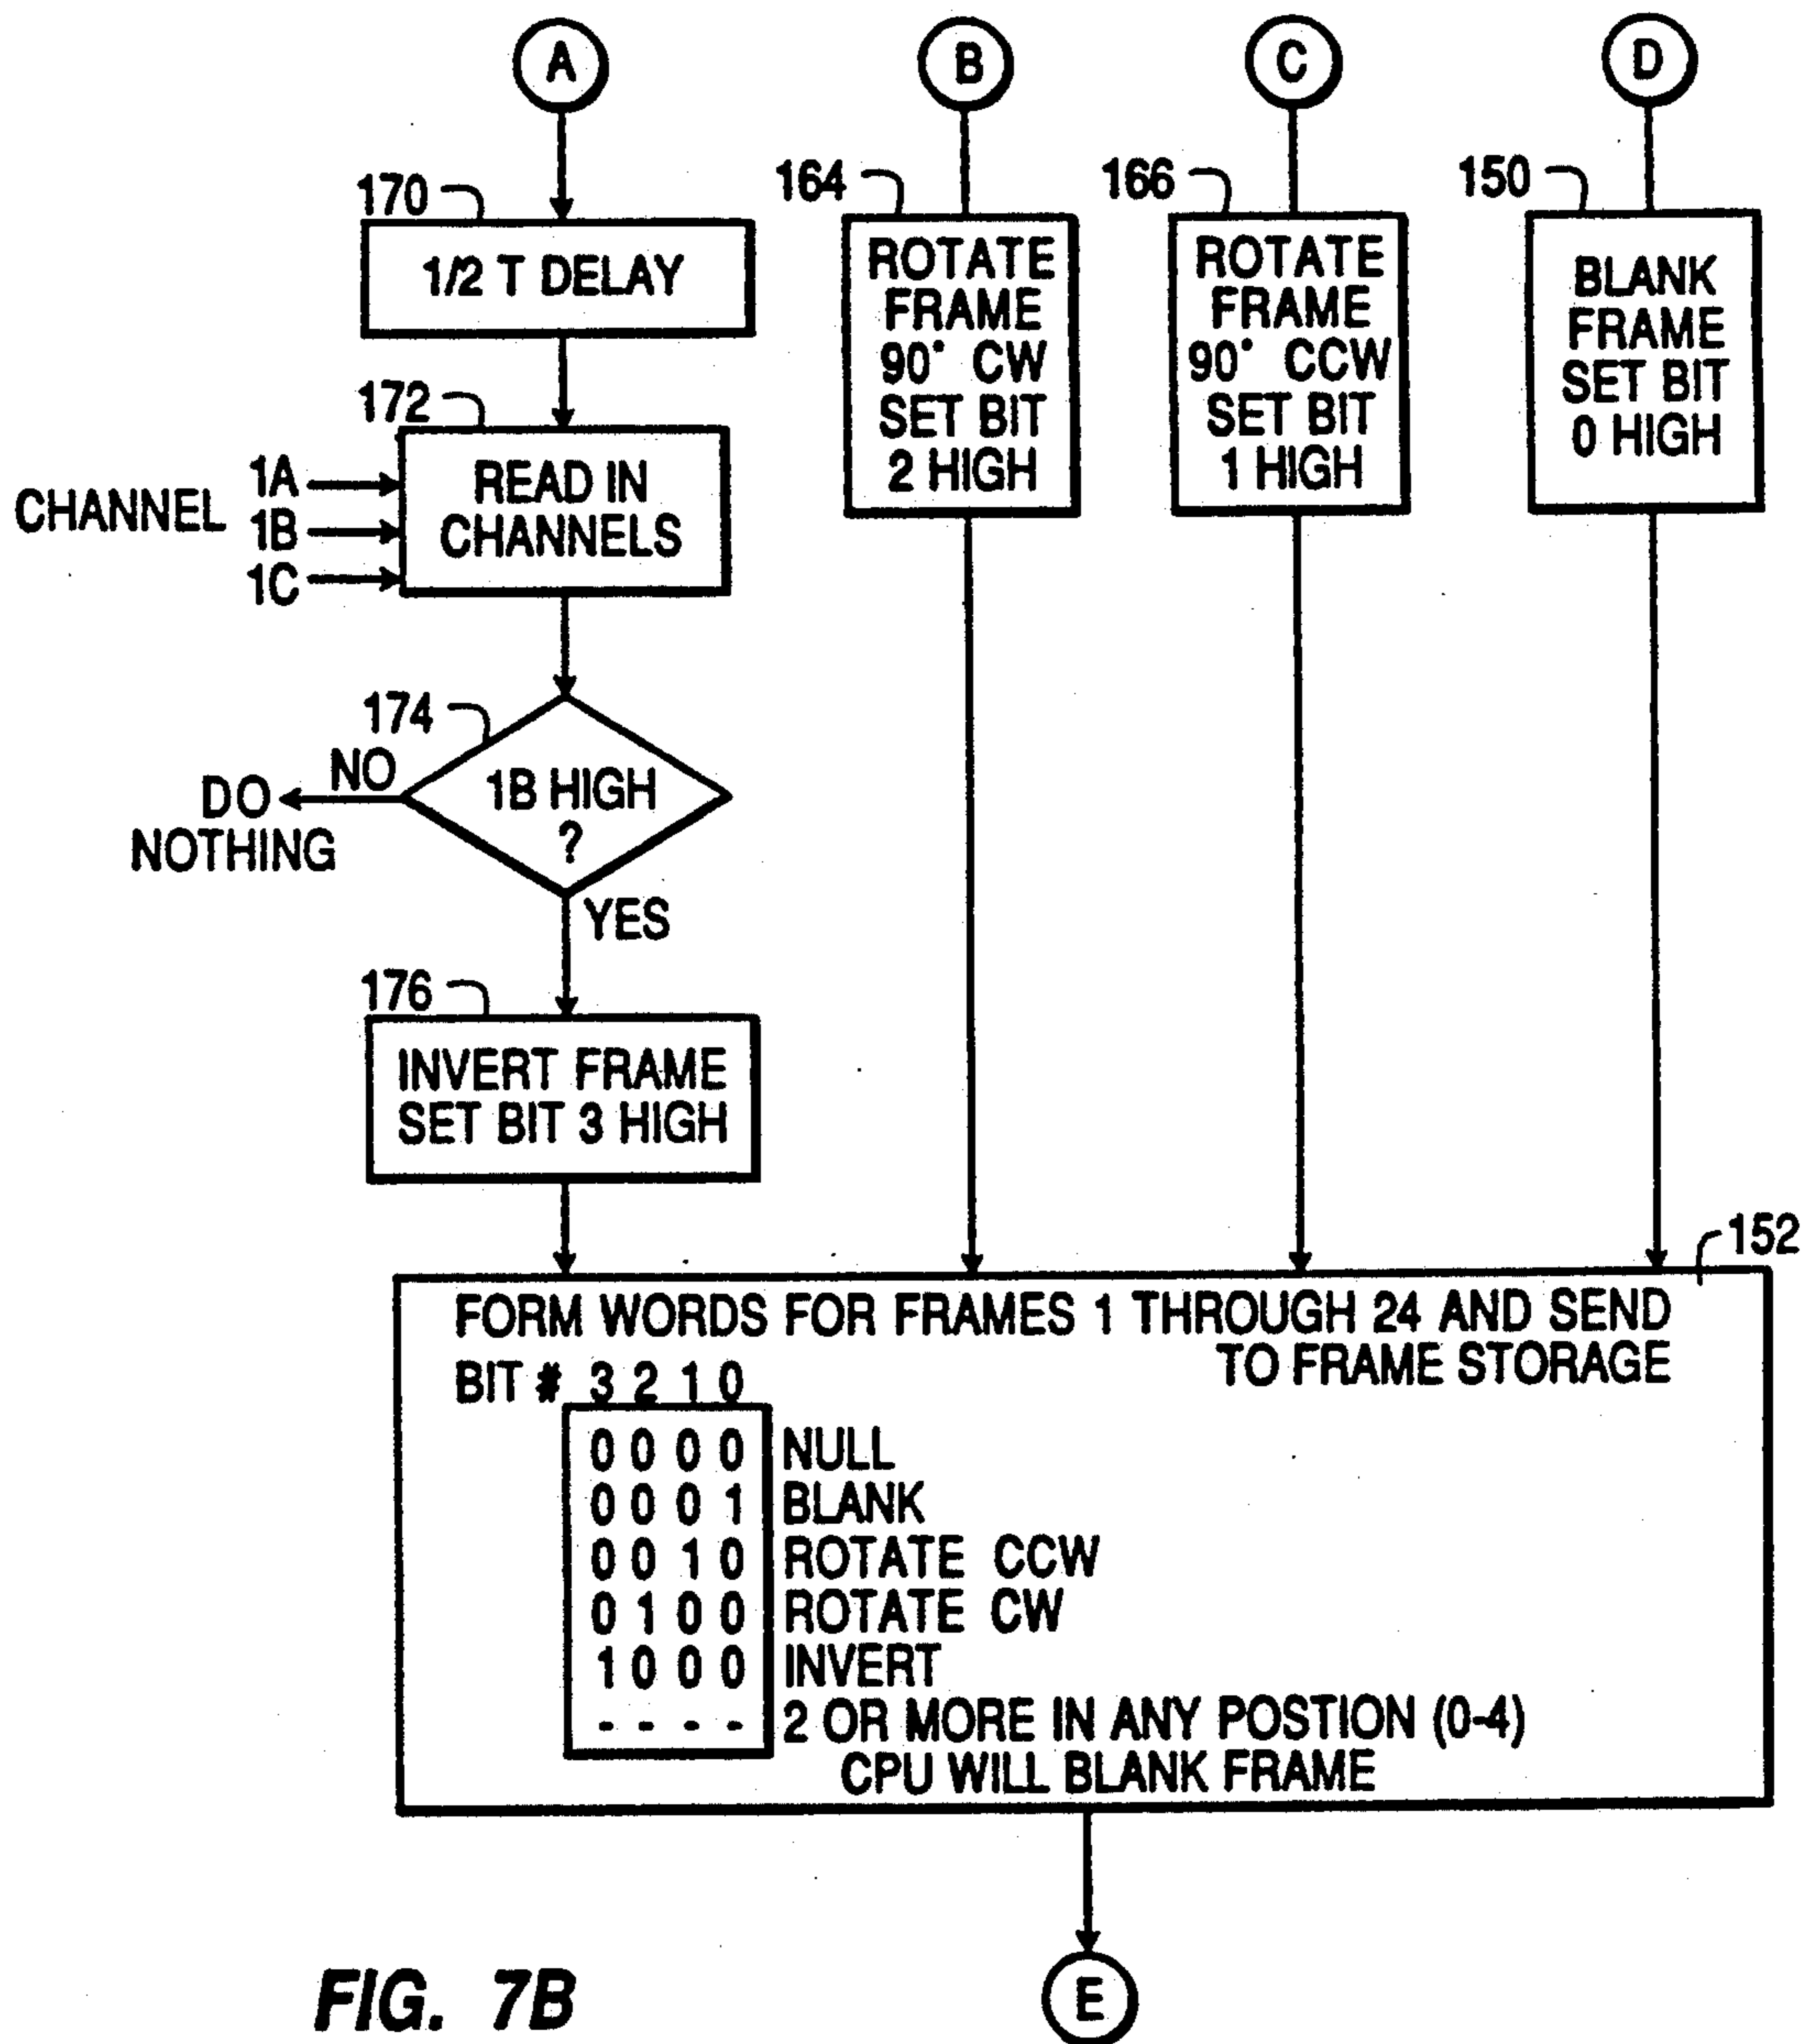 A
B
C
D
170
1/2 T DELAY
164
ROTATE
FRAME
90° CW
SET BIT
2 HIGH
166
ROTATE
FRAME
90° CCW
SET BIT
1 HIGH
150
BLANK
FRAME
SET BIT
0 HIGH
172
CHANNEL
1A
1B
1C
READ IN
CHANNELS
174
1B HIGH
?
NO
DO
NOTHING
YES
176
INVERT FRAME
SET BIT 3 HIGH
152
FORM WORDS FOR FRAMES 1 THROUGH 24 AND SEND
TO FRAME STORAGE
BIT # 3 2 1 0
0 0 0 0 NULL
0 0 0 1 BLANK
0 0 1 0 ROTATE CCW
0 1 0 0 ROTATE CW
1 0 0 0 INVERT
- - - - 2 OR MORE IN ANY POSTION (0-4)
CPU WILL BLANK FRAME
E
FIG. 7B